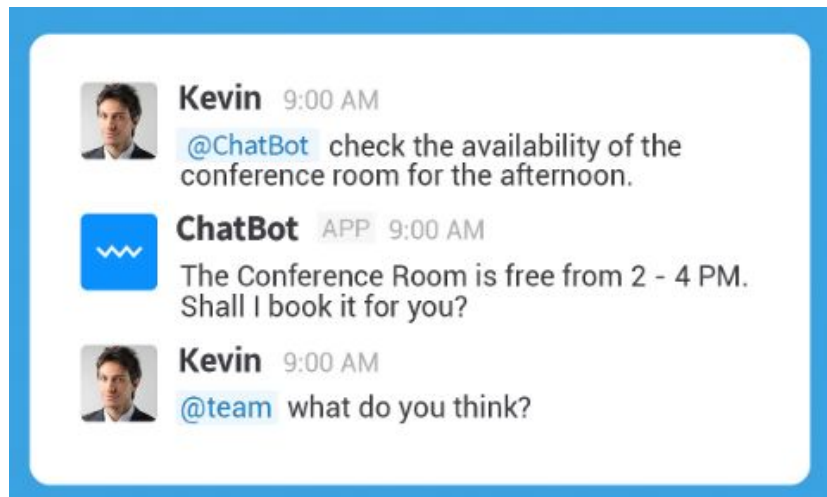 Kevin 9:00 AM
@ChatBot check the availability of the
conference room for the afternoon.
ChatBot APP 9:00 AM
The Conference Room is free from 2 - 4 PM.
Shall I book it for you?
Kevin 9:00 AM
@team what do you think?